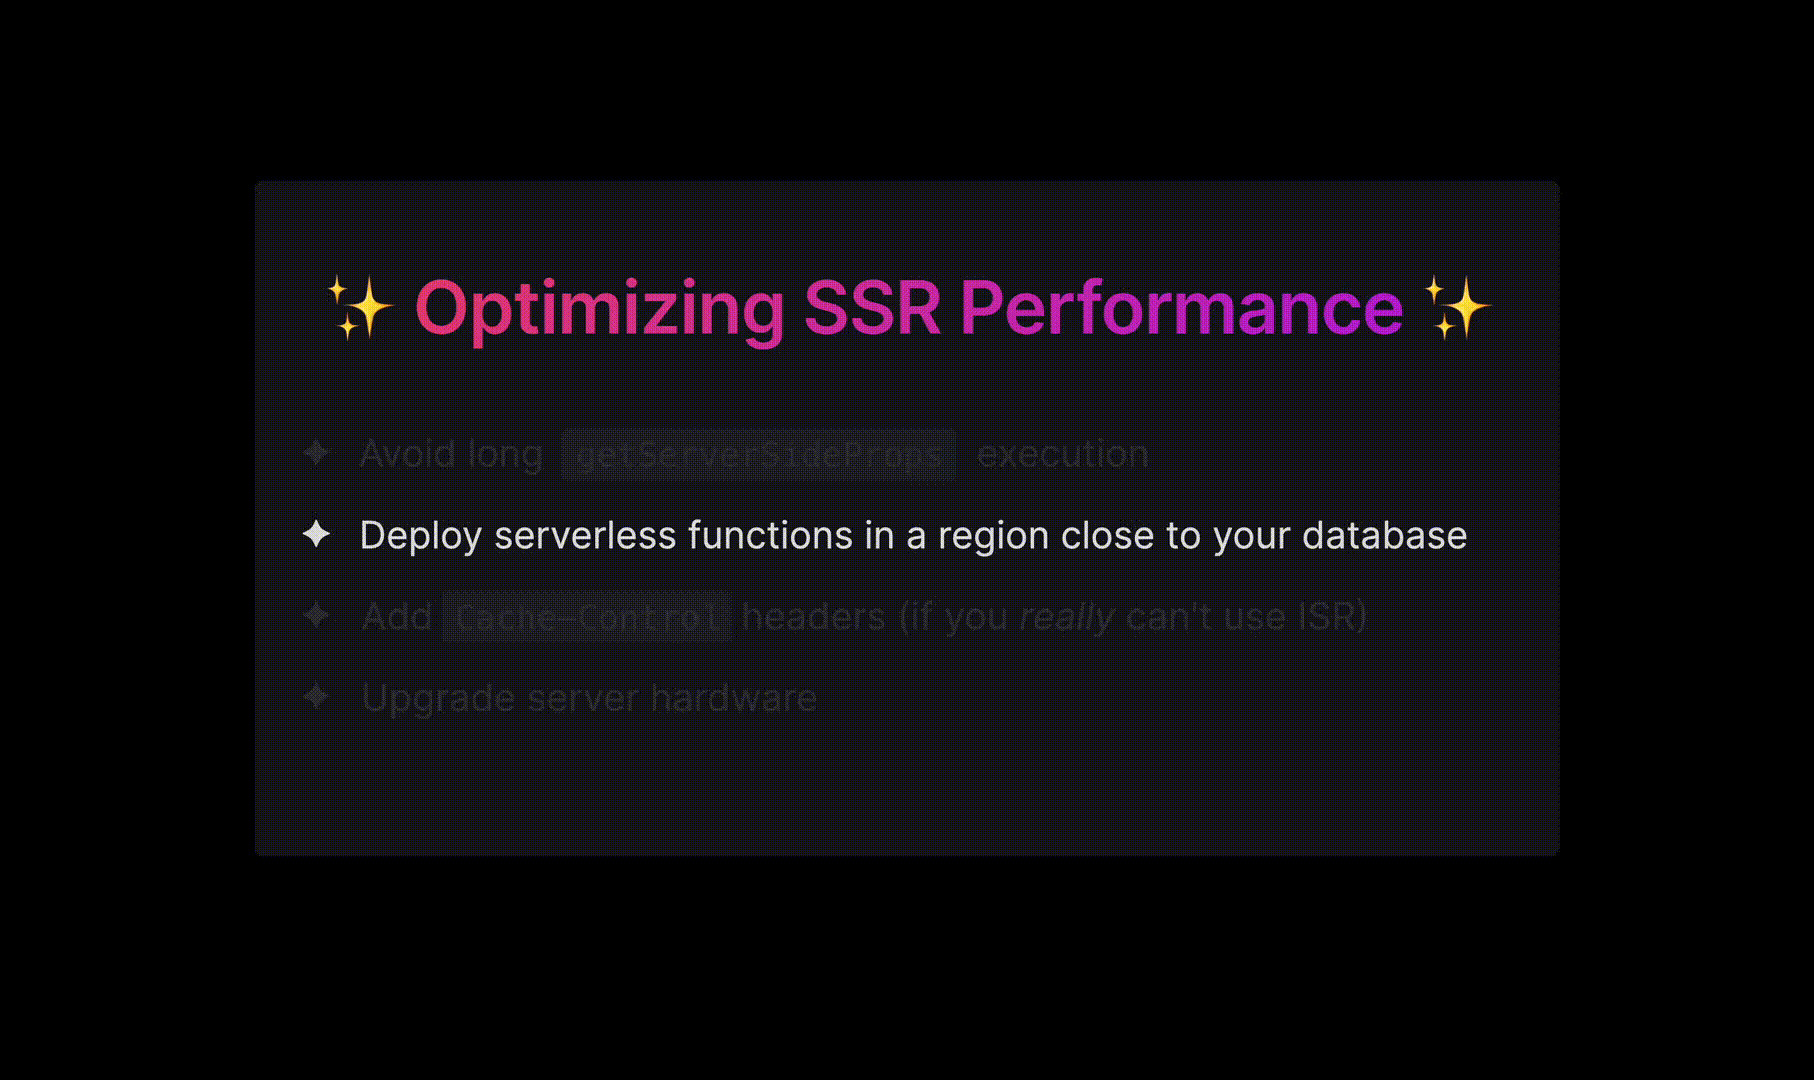 ✨ Optimizing SSR Performance ✨
✦ Avoid long getServerSideProps execution
✦ Deploy serverless functions in a region close to your database
✦ Add Cache-Control headers (if you really can't use ISR)
✦ Upgrade server hardware